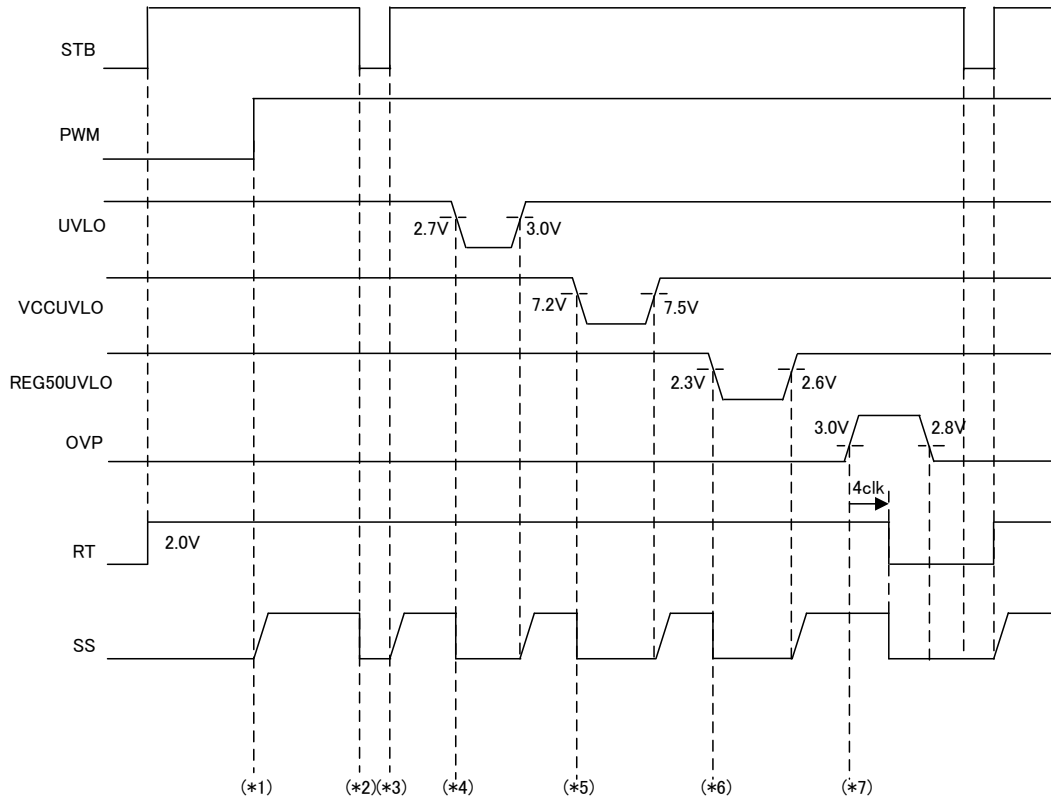 STB
PWM
UVLO
2.7V
3.0V
VCCUVLO
7.2V
7.5V
REG50UVLO
2.3V
2.6V
OVP
3.0V
2.8V
4clk
RT
2.0V
SS
(*1)
(*2)
(*3)
(*4)
(*5)
(*6)
(*7)